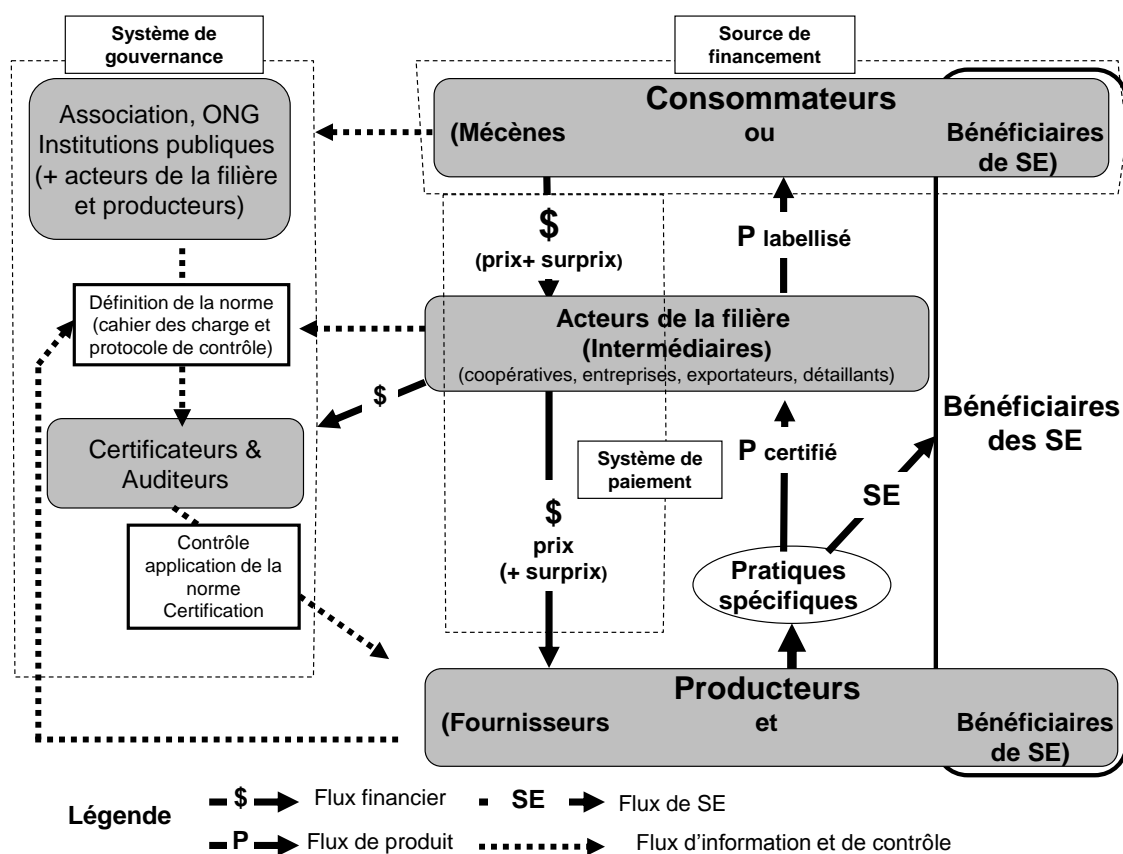 Système de
gouvernance
Association, ONG
Institutions publiques
(+ acteurs de la filière
et producteurs)
Définition de la norme
(cahier des charge et
protocole de contrôle)
Certificateurs &
Auditeurs
Contrôle
application de la
norme
Certification
Source de
financement
Consommateurs
(Mécènes ou Bénéficiaires
de SE)
$
(prix+ surprix)
P labellisé
Acteurs de la filière
(Intermédiaires)
(coopératives, entreprises, exportateurs, détaillants)
$
Système de
paiement
P certifié
SE
Bénéficiaires
des SE
$
prix
(+ surprix)
Pratiques
spécifiques
Producteurs
(Fournisseurs et Bénéficiaires
de SE)
Légende
$ Flux financier
SE Flux de SE
P Flux de produit
Flux d'information et de contrôle